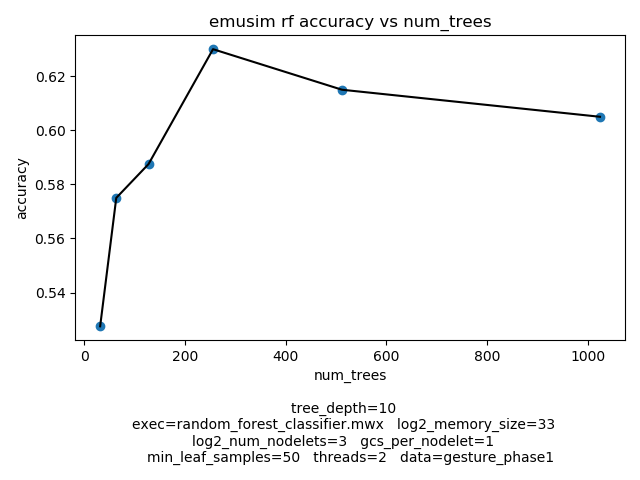 emusim rf accuracy vs num_trees
0.62
0.60
0.58
0.56
0.54
accuracy
0 200 400 600 800 1000
num_trees
tree_depth=10
exec=random_forest_classifier.mwx log2_memory_size=33
log2_num_nodelets=3 gcs_per_nodelet=1
min_leaf_samples=50 threads=2 data=gesture_phase1